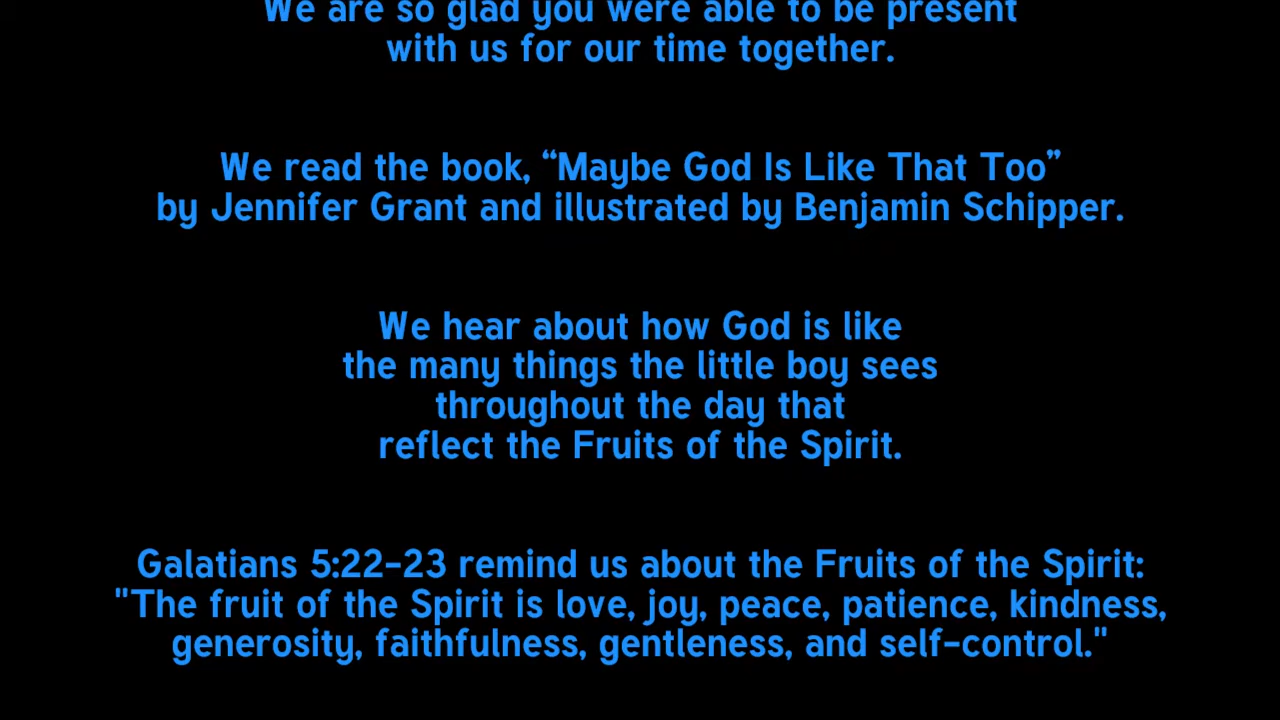 We are so glad you were able to be present
with us for our time together.
We read the book, “Maybe God Is Like That Too”
by Jennifer Grant and illustrated by Benjamin Schipper.
We hear about how God is like
the many things the little boy sees
throughout the day that
reflect the Fruits of the Spirit.
Galatians 5:22-23 remind us about the Fruits of the Spirit:
"The fruit of the Spirit is love, joy, peace, patience, kindness,
generosity, faithfulness, gentleness, and self-control."